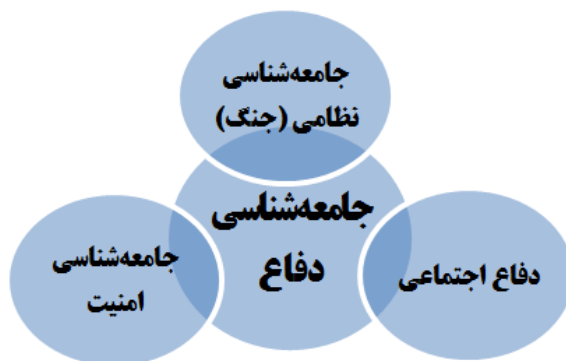 جامعه‌شناسی
نظامی (جنگ)
جامعه‌شناسی
دفاع
دفاع اجتماعی
جامعه‌شناسی
امنیت